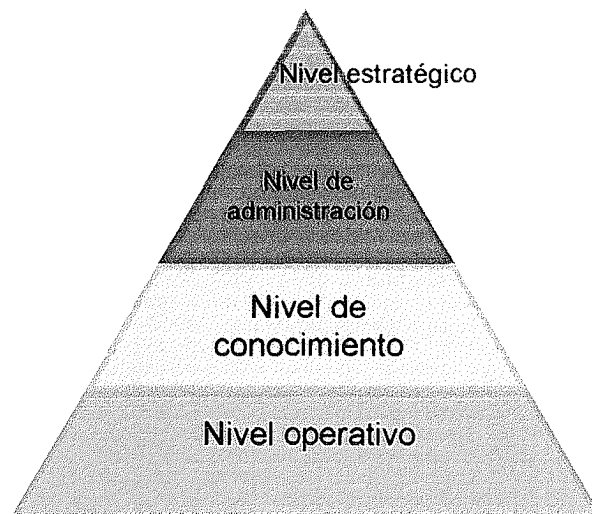 Nivel estratégico
Nivel de
administración
Nivel de
conocimiento
Nivel operativo